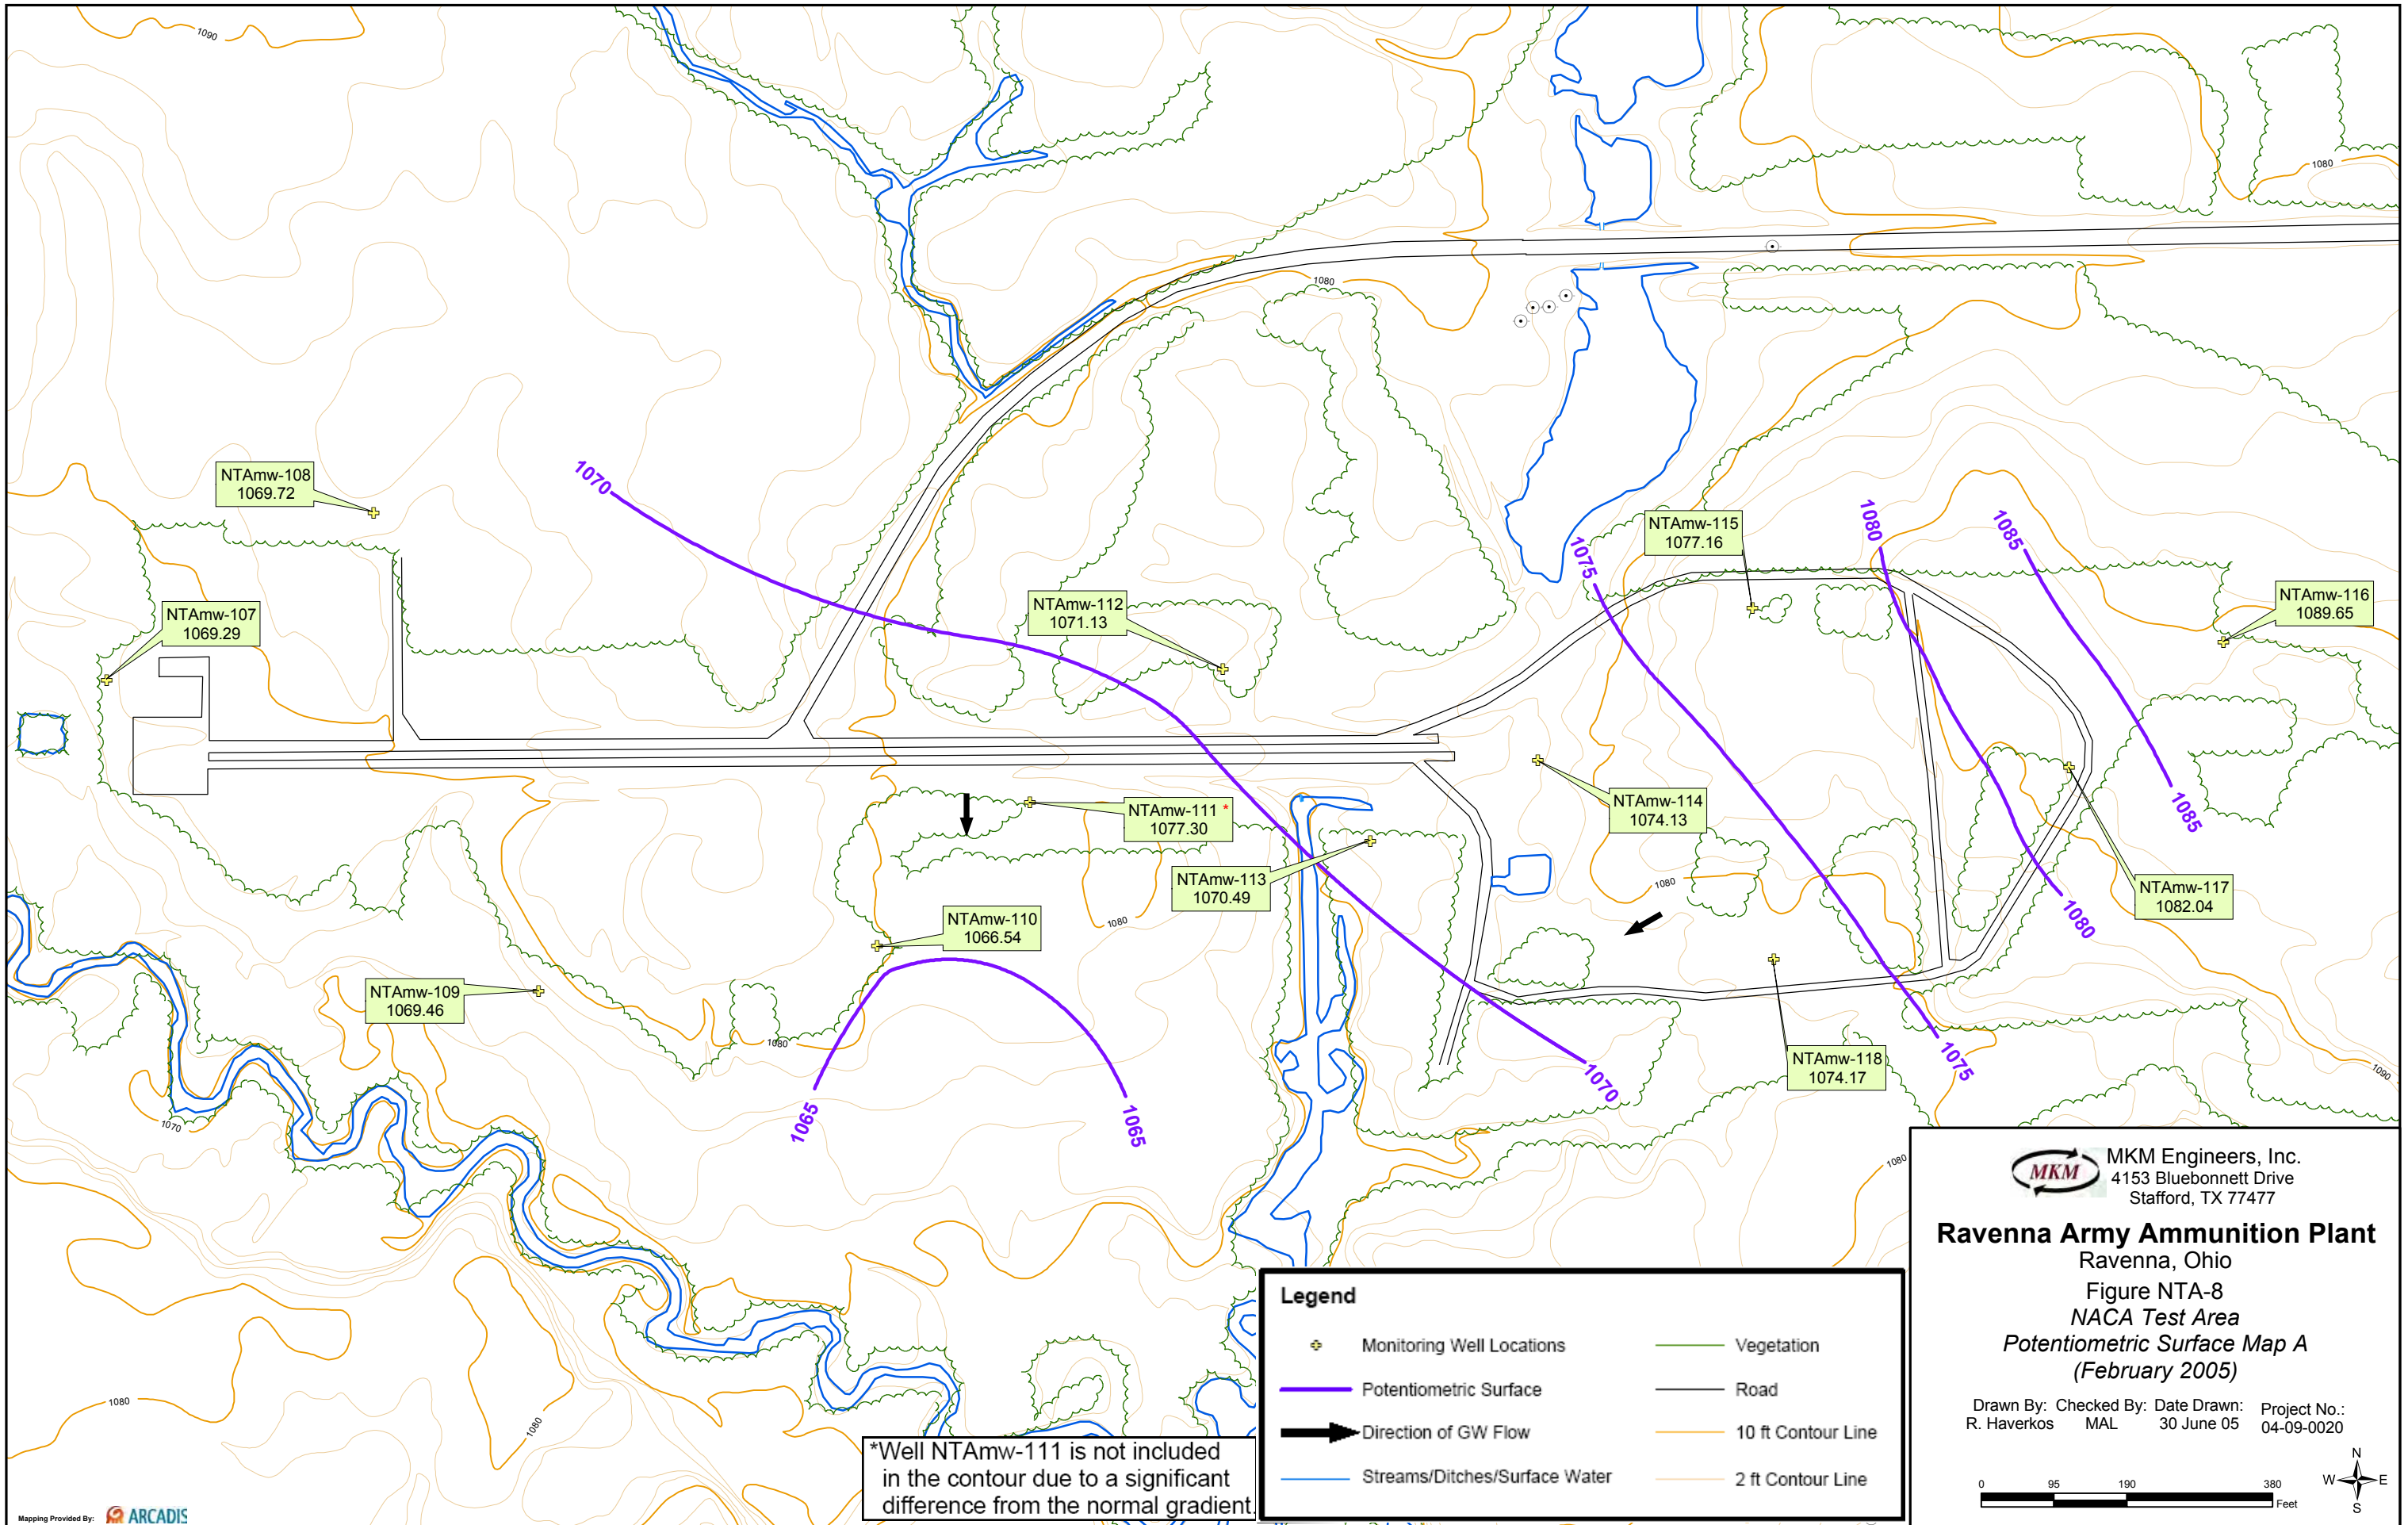 1090
1080
1080
1070
NTAmw-108
1069.72
NTAmw-107
1069.29
NTAmw-112
1071.13
1075
NTAmw-115
1077.16
1080
1085
NTAmw-116
1089.65
NTAmw-111 *
1077.30
NTAmw-114
1074.13
1085
NTAmw-113
1070.49
1080
1080
NTAmw-117
1082.04
NTAmw-110
1066.54
1080
NTAmw-109
1069.46
1080
1070
1065
1065
1070
NTAmw-118
1074.17
1075
1090
1080
1080
1080
*Well NTAmw-111 is not included
in the contour due to a significant
difference from the normal gradient.
Legend
Monitoring Well Locations
Vegetation
Potentiometric Surface
Road
Direction of GW Flow
10 ft Contour Line
Streams/Ditches/Surface Water
2 ft Contour Line
MKM
MKM Engineers, Inc.
4153 Bluebonnett Drive
Stafford, TX 77477
Ravenna Army Ammunition Plant
Ravenna, Ohio
Figure NTA-8
NACA Test Area
Potentiometric Surface Map A
(February 2005)
Drawn By: Checked By: Date Drawn: Project No.:
R. Haverkos MAL 30 June 05 04-09-0020
0 95 190 380
Feet
N
W E
S
Mapping Provided By: ARCADIS